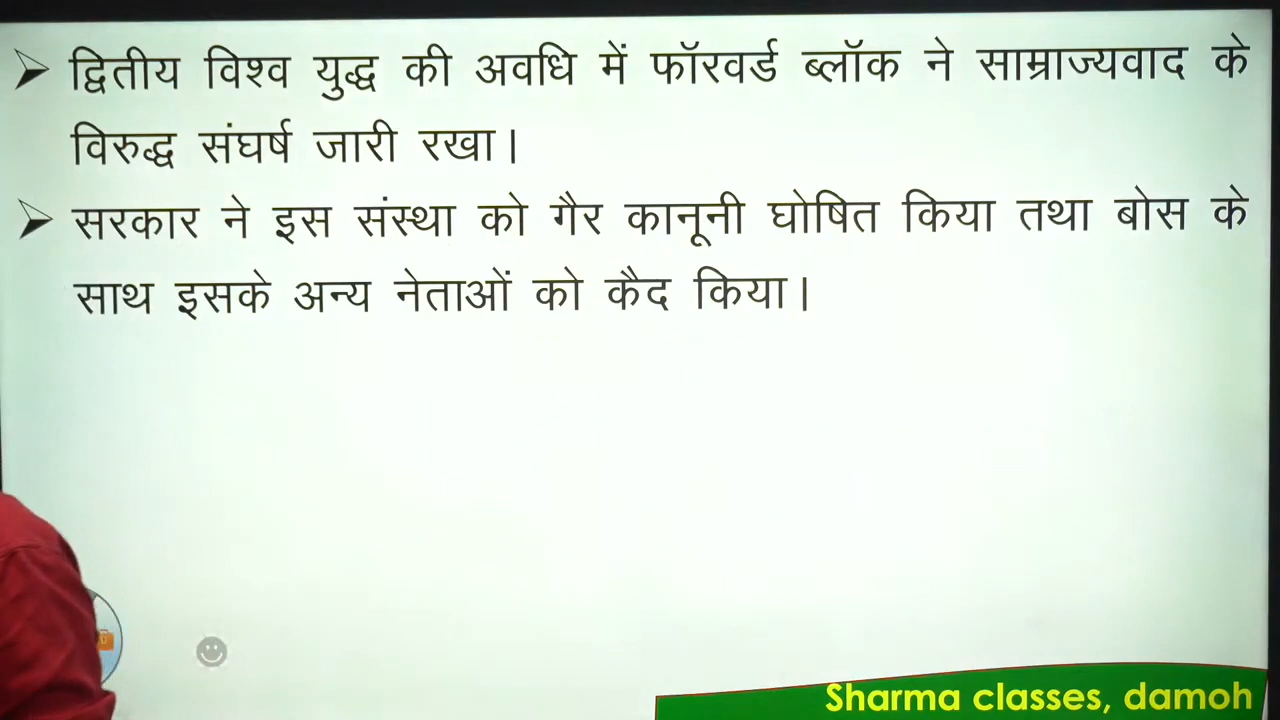 ➢ द्वितीय विश्व युद्ध की अवधि में फॉरवर्ड ब्लॉक ने साम्राज्यवाद के
विरुद्ध संघर्ष जारी रखा।
➢ सरकार ने इस संस्था को गैर कानूनी घोषित किया तथा बोस के
साथ इसके अन्य नेताओं को कैद किया।
Sharma classes, damoh